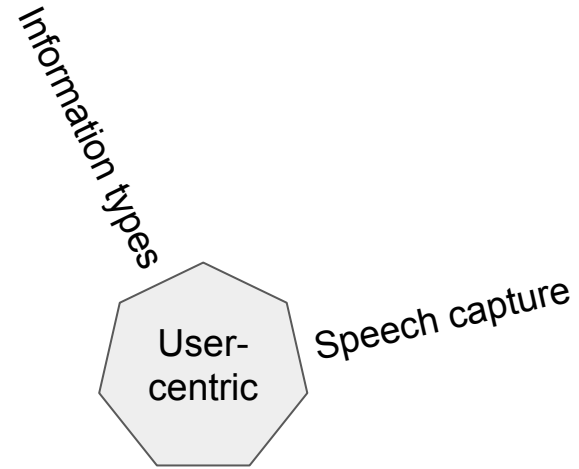 Information types
Speech capture
User-
centric